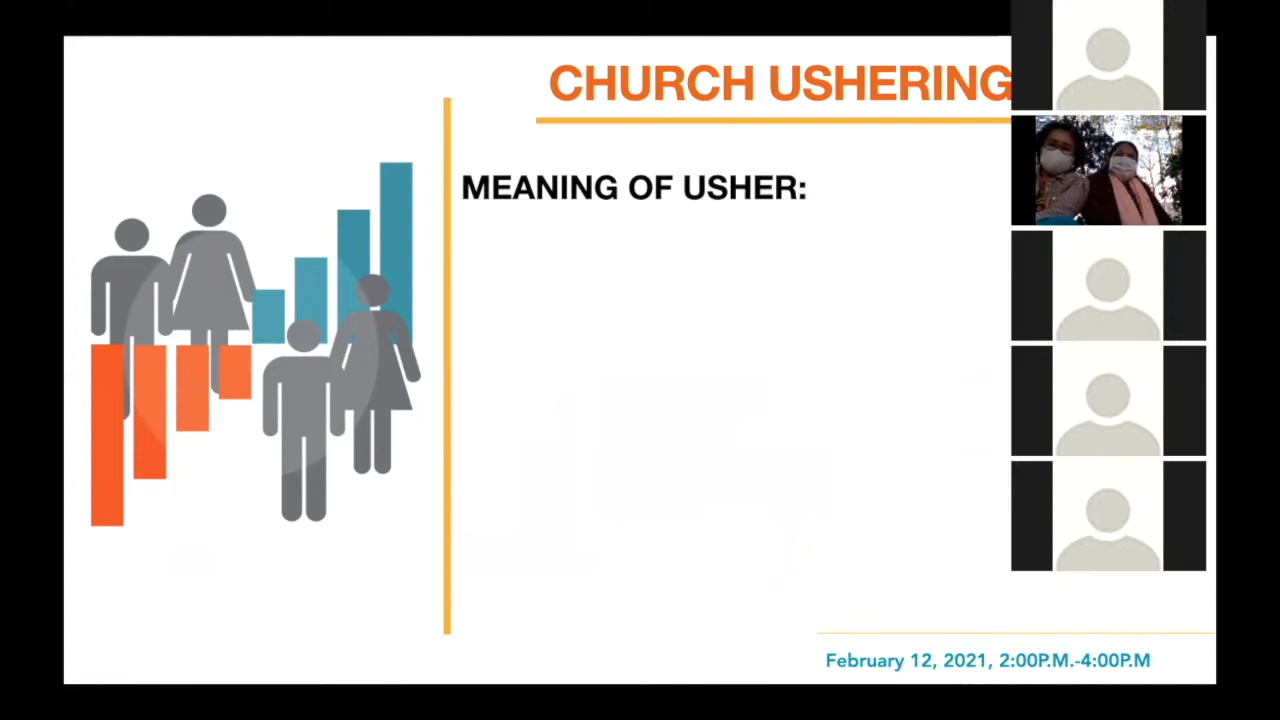 CHURCH USHERING
MEANING OF USHER:
February 12, 2021, 2:00P.M.-4:00P.M